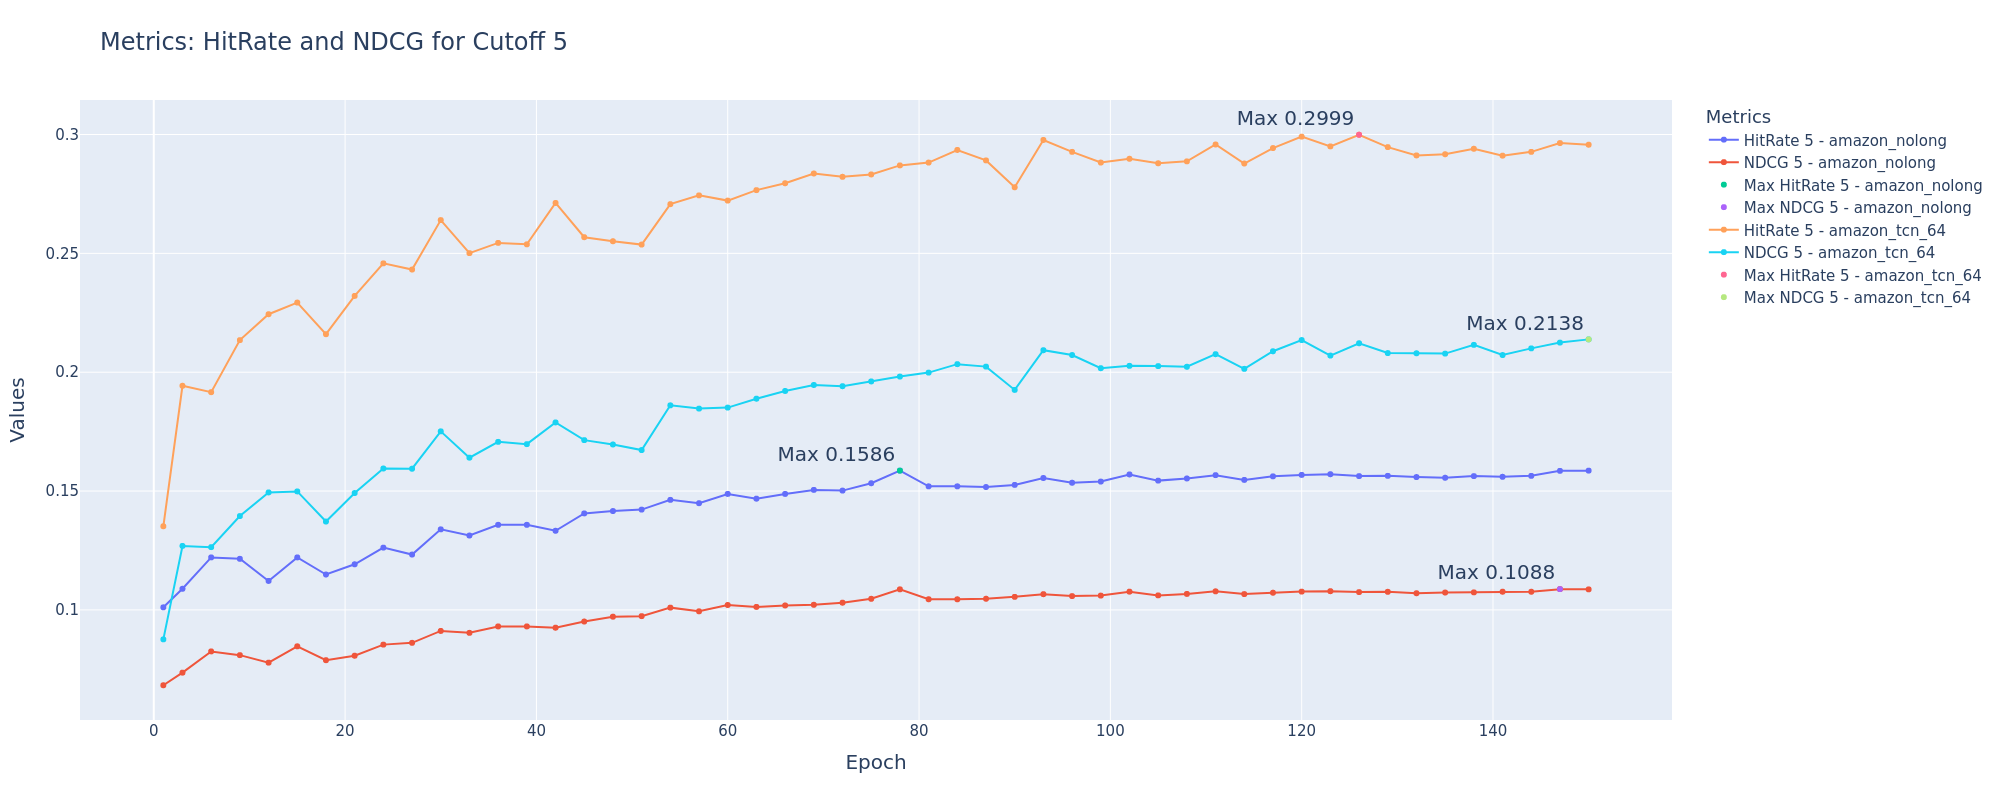 Metrics: HitRate and NDCG for Cutoff 5
Max 0.2999
Max 0.2138
Max 0.1586
Max 0.1088
0.3
0.25
0.2
0.15
0.1
Values
0 20 40 60 80 100 120 140
Epoch
Metrics
HitRate 5 - amazon_nolong
NDCG 5 - amazon_nolong
Max HitRate 5 - amazon_nolong
Max NDCG 5 - amazon_nolong
HitRate 5 - amazon_tcn_64
NDCG 5 - amazon_tcn_64
Max HitRate 5 - amazon_tcn_64
Max NDCG 5 - amazon_tcn_64